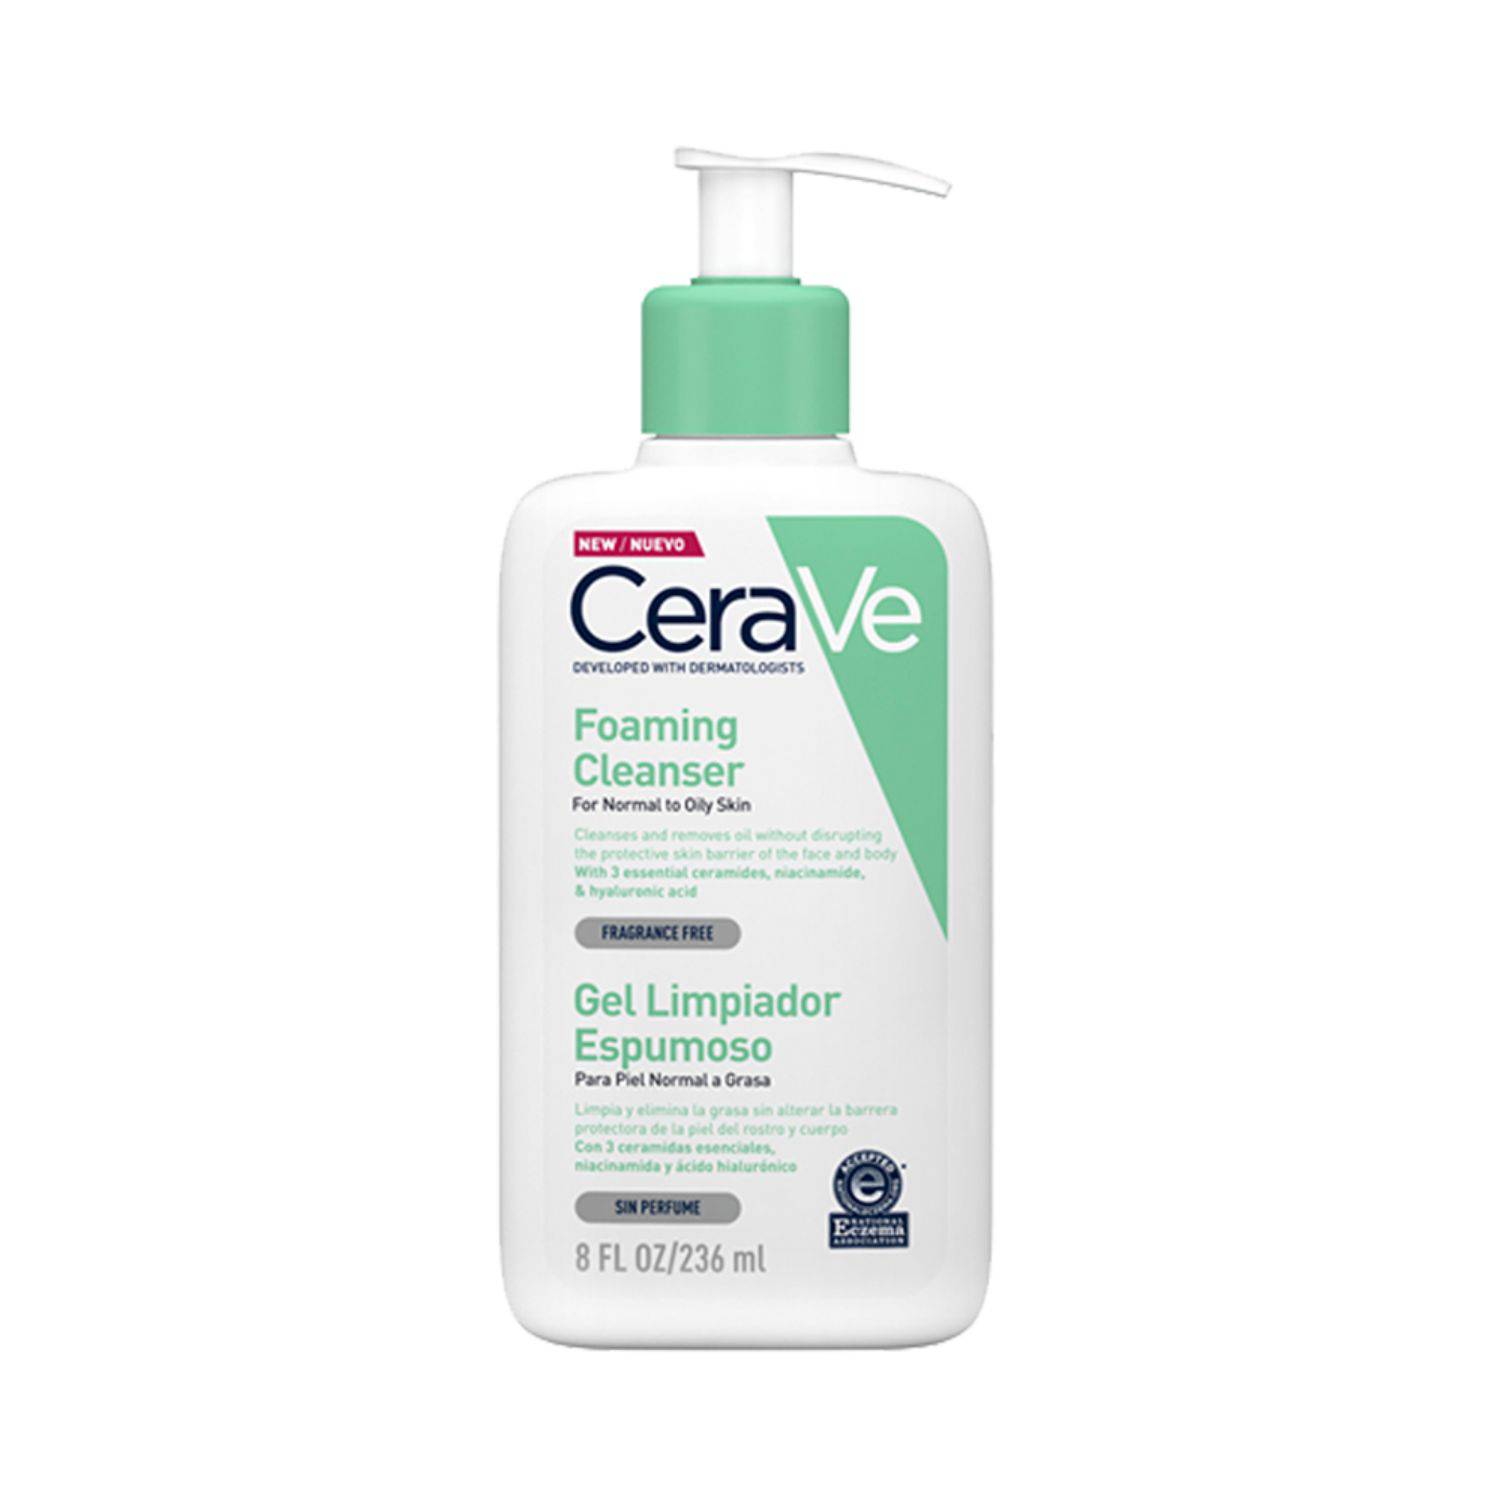 NEW / NUEVO
CeraVe
DEVELOPED WITH DERMATOLOGISTS
Foaming
Cleanser
For Normal to Oily Skin
Cleanses and removes oil without disrupting
the protective skin barrier of the face and body
With 3 essential ceramides, niacinamide,
& hyaluronic acid
FRAGRANCE FREE
Gel Limpiador
Espumoso
Para Piel Normal a Grasa
Limpia y elimina la grasa sin alterar la barrera
protectora de la piel del rostro y cuerpo
Con 3 ceramidas esenciales,
niacinamida y ácido hialurónico
SIN PERFUME
ACCEPTED
e
NATIONAL
Eczema
ASSOCIATION
8 FL OZ/236 ml